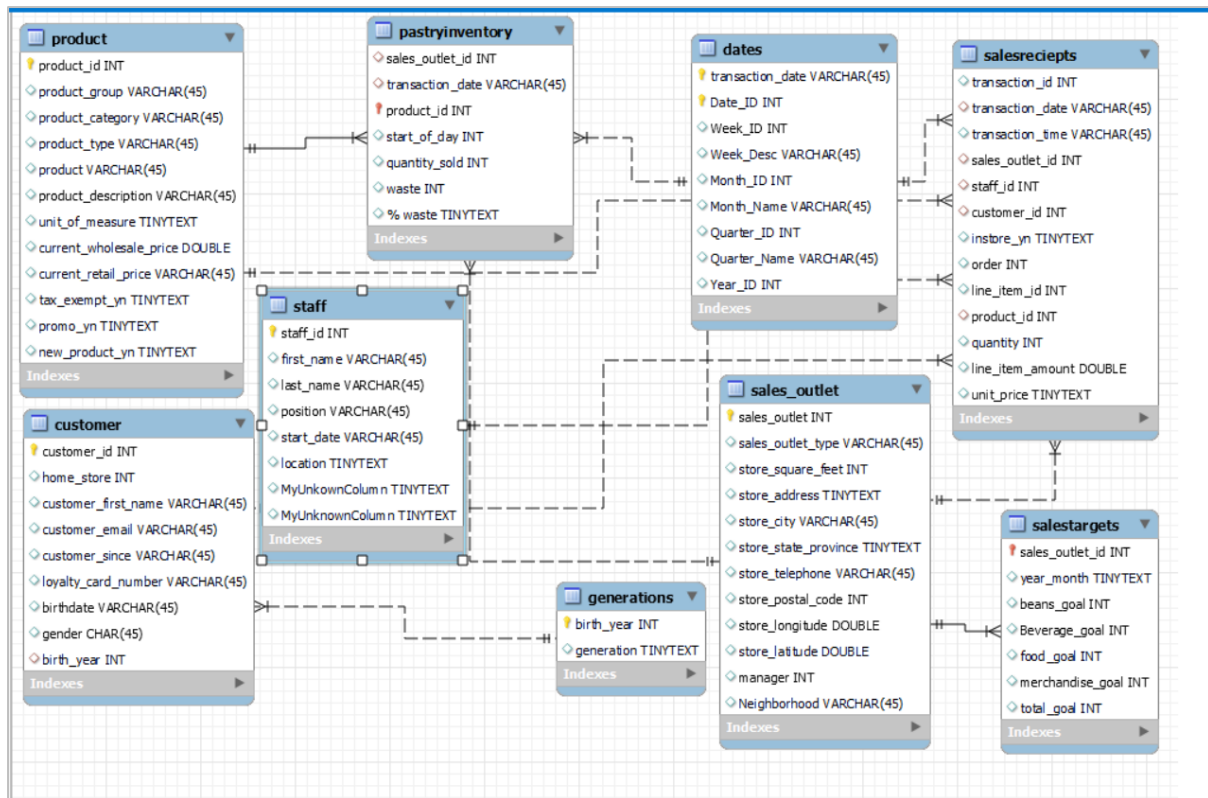 product
product_id INT
product_group VARCHAR(45)
product_category VARCHAR(45)
product_type VARCHAR(45)
product VARCHAR(45)
product_description VARCHAR(45)
unit_of_measure TINYTEXT
current_wholesale_price DOUBLE
current_retail_price VARCHAR(45)
tax_exempt_yn TINYTEXT
promo_yn TINYTEXT
new_product_yn TINYTEXT
Indexes
pastryinventory
sales_outlet_id INT
transaction_date VARCHAR(45)
product_id INT
start_of_day INT
quantity_sold INT
waste INT
% waste TINYTEXT
Indexes
dates
transaction_date VARCHAR(45)
Date_ID INT
Week_ID INT
Week_Desc VARCHAR(45)
Month_ID INT
Month_Name VARCHAR(45)
Quarter_ID INT
Quarter_Name VARCHAR(45)
Year_ID INT
Indexes
salesreciepts
transaction_id INT
transaction_date VARCHAR(45)
transaction_time VARCHAR(45)
sales_outlet_id INT
staff_id INT
customer_id INT
instore_yn TINYTEXT
order INT
line_item_id INT
product_id INT
quantity INT
line_item_amount DOUBLE
unit_price TINYTEXT
Indexes
staff
staff_id INT
first_name VARCHAR(45)
last_name VARCHAR(45)
position VARCHAR(45)
start_date VARCHAR(45)
location TINYTEXT
MyUnkownColumn TINYTEXT
MyUnknownColumn TINYTEXT
Indexes
customer
customer_id INT
home_store INT
customer_first_name VARCHAR(45)
customer_email VARCHAR(45)
customer_since VARCHAR(45)
loyalty_card_number VARCHAR(45)
birthdate VARCHAR(45)
gender CHAR(45)
birth_year INT
Indexes
generations
birth_year INT
generation TINYTEXT
Indexes
sales_outlet
sales_outlet INT
sales_outlet_type VARCHAR(45)
store_square_feet INT
store_address TINYTEXT
store_city VARCHAR(45)
store_state_province TINYTEXT
store_telephone VARCHAR(45)
store_postal_code INT
store_longitude DOUBLE
store_latitude DOUBLE
manager INT
Neighborhood VARCHAR(45)
Indexes
salestargets
sales_outlet_id INT
year_month TINYTEXT
beans_goal INT
Beverage_goal INT
food_goal INT
merchandise_goal INT
total_goal INT
Indexes